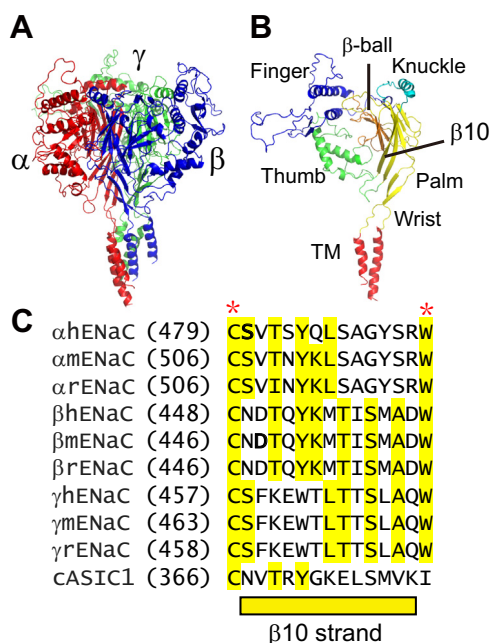 A
B
γ
α
β
β-ball
Finger
Knuckle
β10
Thumb
Palm
Wrist
TM
C
* *
αhENaC (479) CSVTSYQLSAGYSRW
αmENaC (506) CSVTNYKLSAGYSRW
αrENaC (506) CSVINYKLSAGYSRW
βhENaC (448) CNDTQYKMTISMADW
βmENaC (446) CNDTQYKMTISMADW
βrENaC (446) CNDTQYKMTISMADW
γhENaC (457) CSFKEWTLTTSLAQW
γmENaC (463) CSFKEWTLTTSLAQW
γrENaC (458) CSFKEWTLTTSLAQW
cASIC1 (366) CNVTRYGKELSMVKI
β10 strand